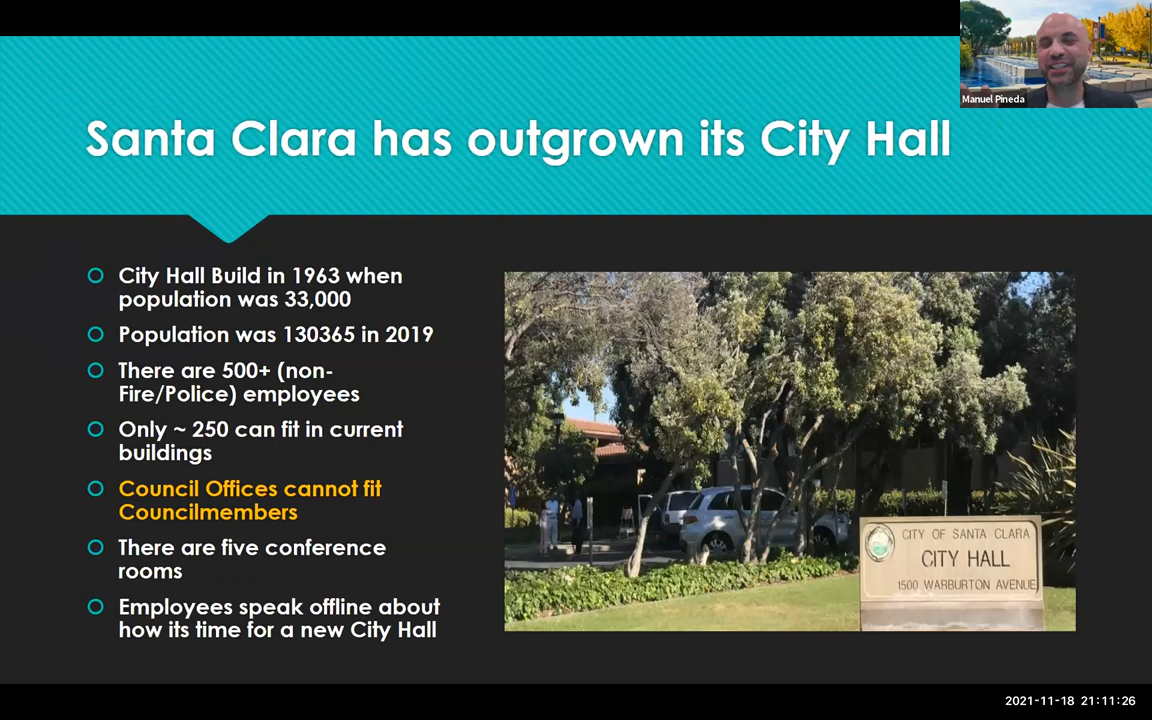 Manuel Pineda
Santa Clara has outgrown its City Hall
City Hall Build in 1963 when
population was 33,000
Population was 130365 in 2019
There are 500+ (non-
Fire/Police) employees
Only ~ 250 can fit in current
buildings
Council Offices cannot fit
Councilmembers
There are five conference
rooms
Employees speak offline about
how its time for a new City Hall
CITY OF SANTA CLARA
CITY HALL
1500 WARBURTON AVENUE
2021-11-18 21:11:26